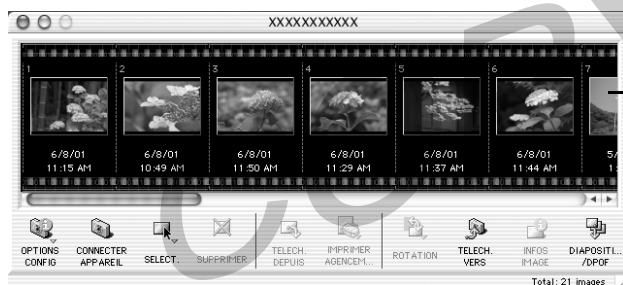 XXXXXXXXXXX
1 2 3 4 5 6 7
6/8/01 6/8/01 6/8/01 6/8/01 6/8/01 6/8/01 5/
11:15 AM 10:49 AM 11:50 AM 11:29 AM 11:37 AM 11:44 AM 1
OPTIONS CONFIG
CONNECTER APPAREIL
SELECT.
SUPPRIMER
TELECH. DEPUIS
IMPRIMER AGENCEM...
ROTATION
TELECH. VERS
INFOS IMAGE
DIAPOSITI... /DPOF
Total: 21 images